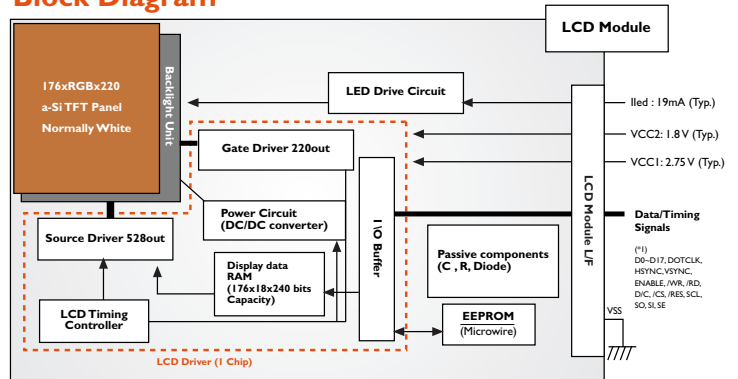 Block Diagram
LCD Module
176xRGBx220
a-Si TFT Panel
Normally White
Backlight Unit
LED Drive Circuit
Iled : 19mA (Typ.)
VCC2: 1.8 V (Typ.)
VCC1: 2.75 V (Typ.)
Gate Driver 220out
Power Circuit
(DC/DC converter)
I\O Buffer
LCD Module L/F
Data/Timing
Signals
(*1)
D0~D17, DOTCLK,
HSYNC,VSYNC,
ENABLE, /WR, /RD,
D/C, /CS, /RES, SCL,
SO, SI, SE
Source Driver 528out
Passive components
(C , R, Diode)
Display data
RAM
(176x18x240 bits
Capacity)
LCD Timing
Controller
EEPROM
(Microwire)
VSS
LCD Driver (1 Chip)